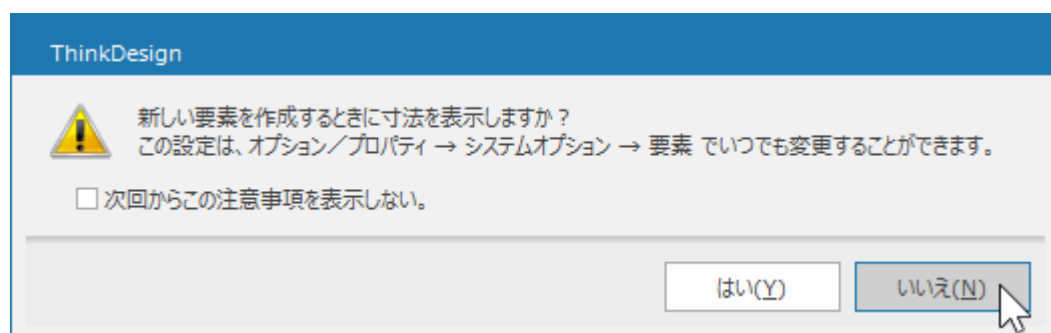 ThinkDesign
新しい要素を作成するときに寸法を表示しますか？
この設定は、オプション／プロパティ → システムオプション → 要素 でいつでも変更することができます。
次回からこの注意事項を表示しない。
はい(Y)
いいえ(N)